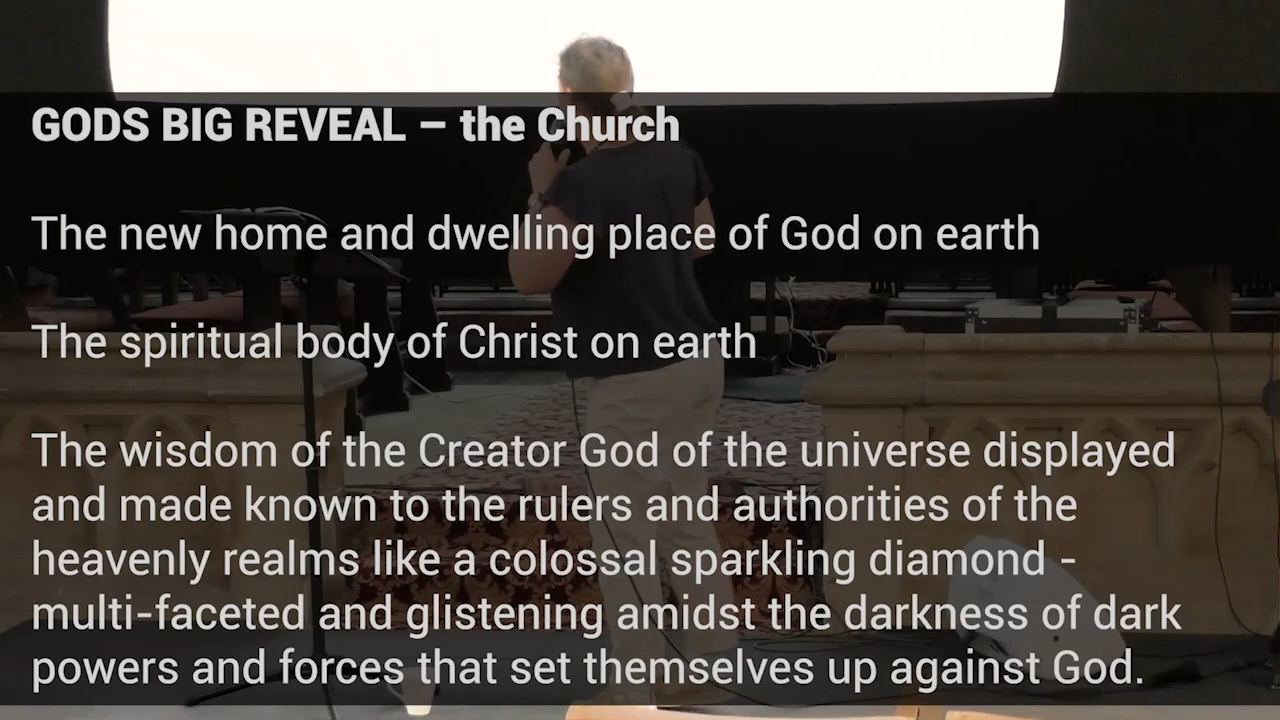 GODS BIG REVEAL – the Church
The new home and dwelling place of God on earth
The spiritual body of Christ on earth
The wisdom of the Creator God of the universe displayed
and made known to the rulers and authorities of the
heavenly realms like a colossal sparkling diamond -
multi-faceted and glistening amidst the darkness of dark
powers and forces that set themselves up against God.